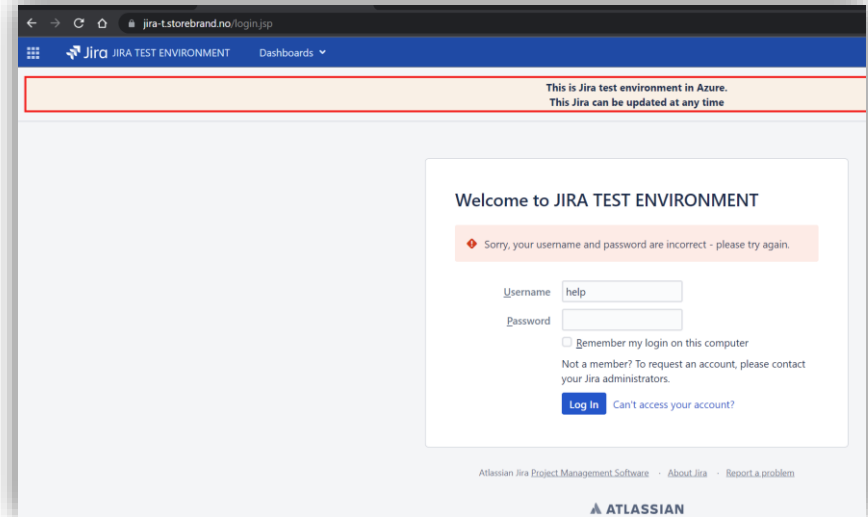 jira-t.storebrand.no/login.jsp
Jira JIRA TEST ENVIRONMENT Dashboards
This is Jira test environment in Azure.
This Jira can be updated at any time
Welcome to JIRA TEST ENVIRONMENT
Sorry, your username and password are incorrect - please try again.
Username help
Password
Remember my login on this computer
Not a member? To request an account, please contact
your Jira administrators.
Log In Can't access your account?
Atlassian Jira Project Management Software · About Jira · Report a problem
ATLASSIAN